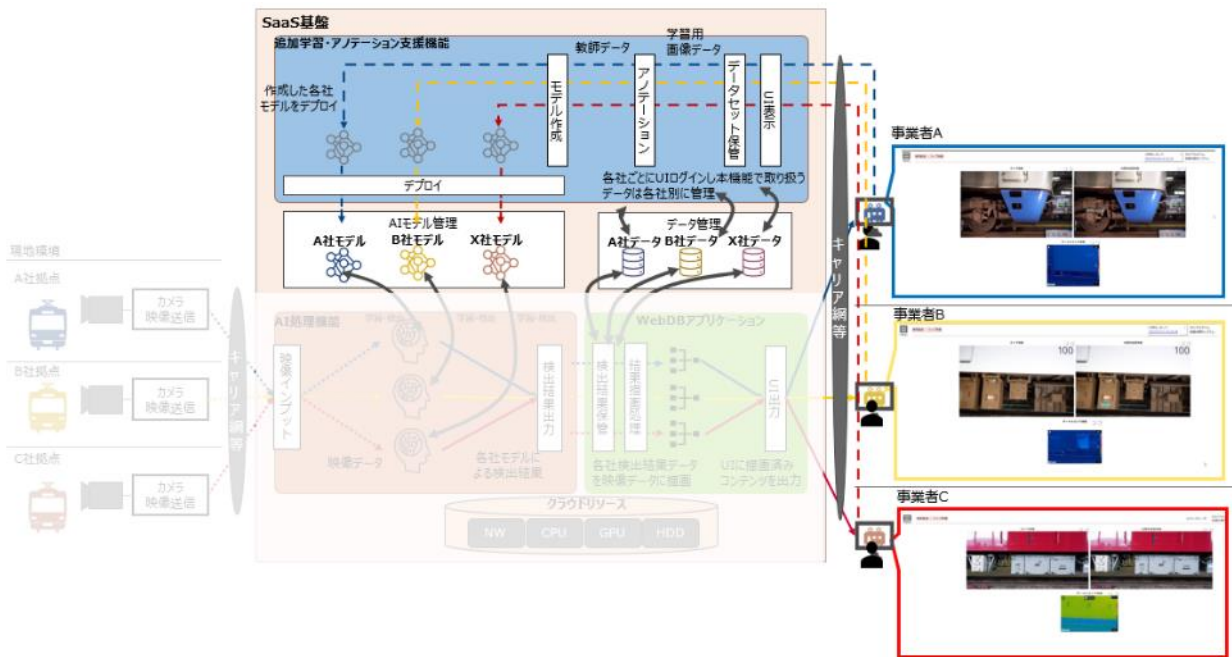 SaaS基盤
追加学習・アノテーション支援機能
教師データ
学習用
画像データ
作成した各社
モデルをデプロイ
モデル作成
アノテーション
データセット保管
UI表示
デプロイ
各社ごとにUIログインし本機能で取り扱う
データは各社別に管理
AIモデル管理
A社モデル
B社モデル
X社モデル
データ管理
A社データ
B社データ
X社データ
現地環境
A社拠点
カメラ
映像送信
B社拠点
カメラ
映像送信
C社拠点
カメラ
映像送信
キャリア網等
AI処理機能
映像インプット
映像データ
検出結果出力
各社モデルに
よる検出結果
WebDBアプリケーション
検出結果保管
結果描画処理
各社検出結果データ
を映像データに描画
UI出力
UIに描画済み
コンテンツを出力
クラウドリソース
NW
CPU
GPU
HDD
キャリア網等
事業者A
事業者B
100
100
事業者C